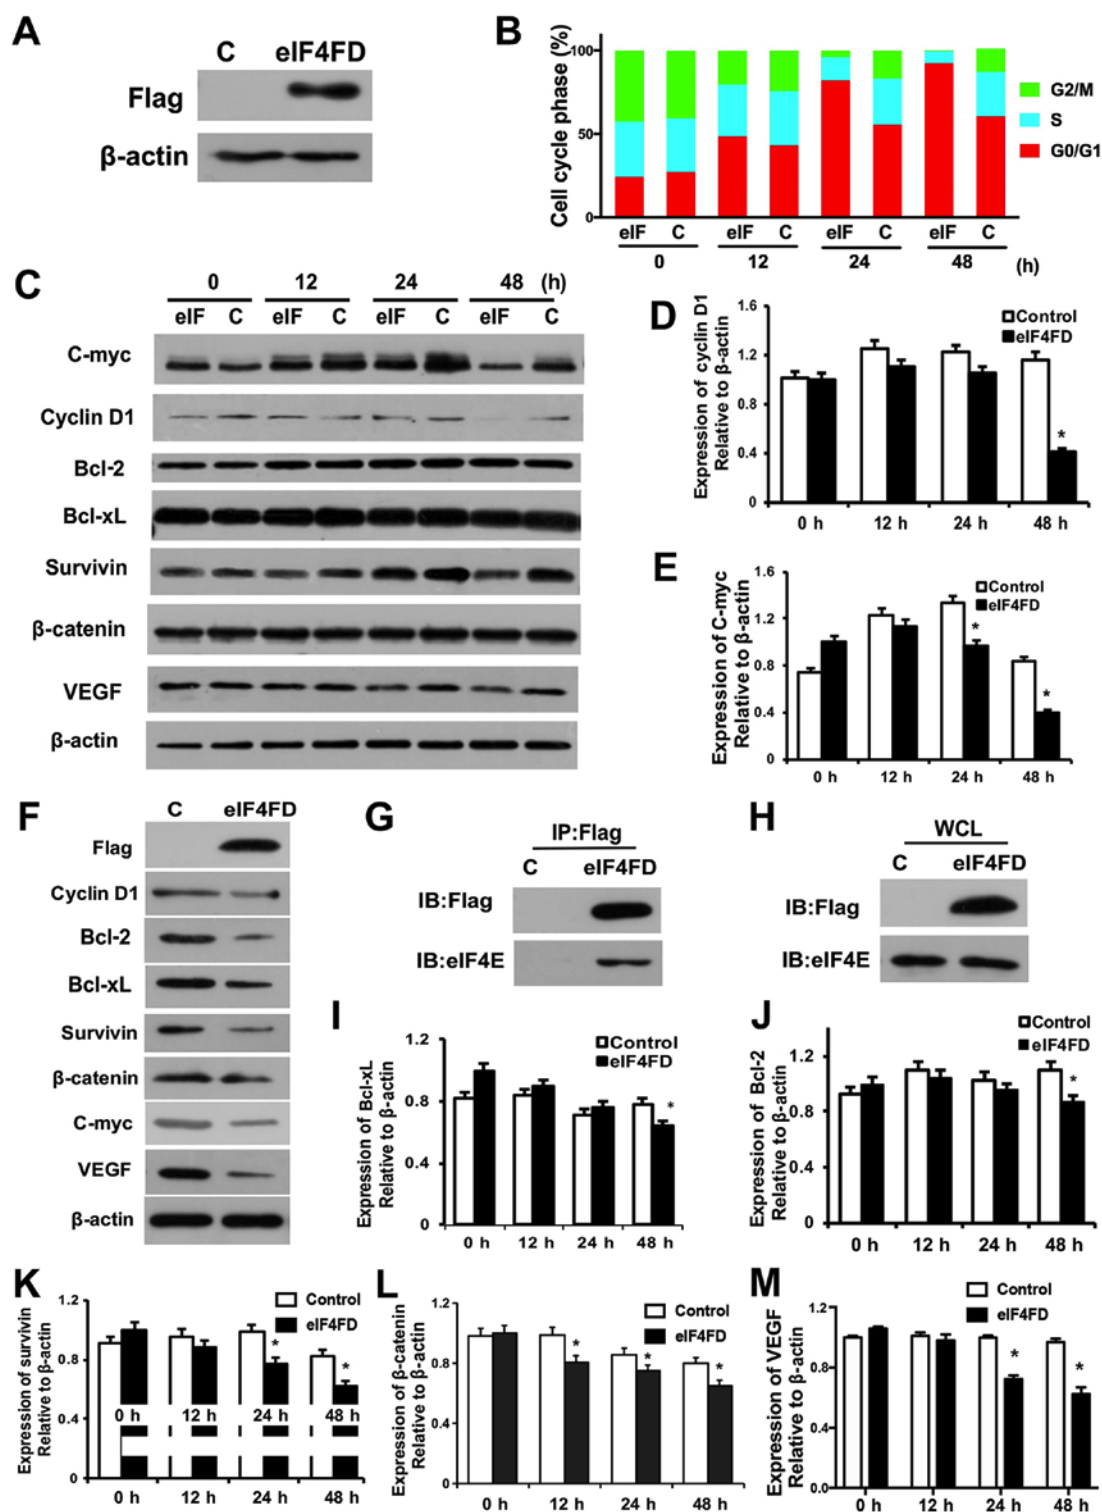 A
C eIF4FD
Flag
β-actin
B
Cell cycle phase (%)
100
50
0
eIF C eIF C eIF C eIF C
0 12 24 48 (h)
G2/M
S
G0/G1
C
0 12 24 48 (h)
eIF C eIF C eIF C eIF C
C-myc
Cyclin D1
Bcl-2
Bcl-xL
Survivin
β-catenin
VEGF
β-actin
D
Expression of cyclin D1
Relative to β-actin
1.6
1.2
0.8
0.4
0
Control
eIF4FD
*
0 h 12 h 24 h 48 h
E
Expression of C-myc
Relative to β-actin
1.6
1.2
0.8
0.4
0
Control
eIF4FD
*
*
0 h 12 h 24 h 48 h
F
C eIF4FD
Flag
Cyclin D1
Bcl-2
Bcl-xL
Survivin
β-catenin
C-myc
VEGF
β-actin
G
IP:Flag
C eIF4FD
IB:Flag
IB:eIF4E
H
WCL
C eIF4FD
IB:Flag
IB:eIF4E
I
Expression of Bcl-xL
Relative to β-actin
1.2
0.8
0.4
0
Control
eIF4FD
*
0 h 12 h 24 h 48 h
J
Expression of Bcl-2
Relative to β-actin
1.2
0.8
0.4
0
Control
eIF4FD
*
0 h 12 h 24 h 48 h
K
Expression of survivin
Relative to β-actin
1.2
0.8
0.4
0
Control
eIF4FD
* *
0 h 12 h 24 h 48 h
0 h 12 h 24 h 48 h
L
Expression of β-catenin
Relative to β-actin
1.2
0.8
0.4
0
Control
eIF4FD
* * *
0 h 12 h 24 h 48 h
M
Expression of VEGF
Relative to β-actin
1.2
0.8
0.4
0.0
Control
eIF4FD
* *
0 h 12 h 24 h 48 h